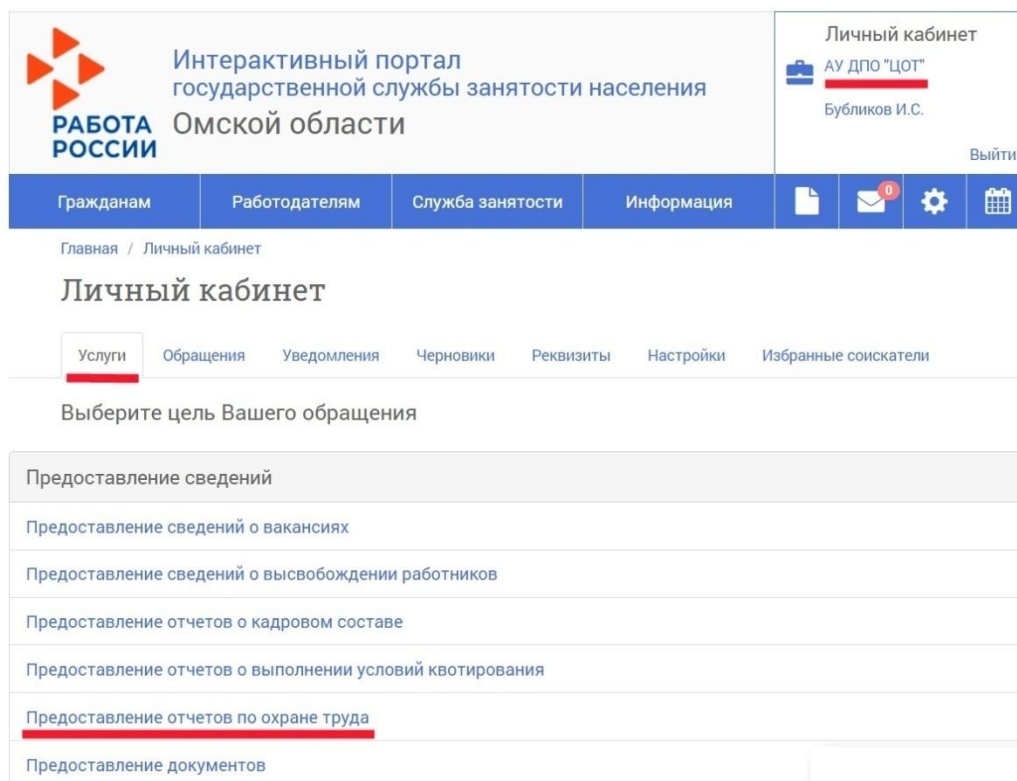 РАБОТА
РОССИИ
Интерактивный портал
государственной службы занятости населения
Омской области
Личный кабинет
АУ ДПО "ЦОТ"
Бубликов И.С.
Выйти
Гражданам
Работодателям
Служба занятости
Информация
0
Главная / Личный кабинет
Личный кабинет
Услуги
Обращения
Уведомления
Черновики
Реквизиты
Настройки
Избранные соискатели
Выберите цель Вашего обращения
Предоставление сведений
Предоставление сведений о вакансиях
Предоставление сведений о высвобождении работников
Предоставление отчетов о кадровом составе
Предоставление отчетов о выполнении условий квотирования
Предоставление отчетов по охране труда
Предоставление документов